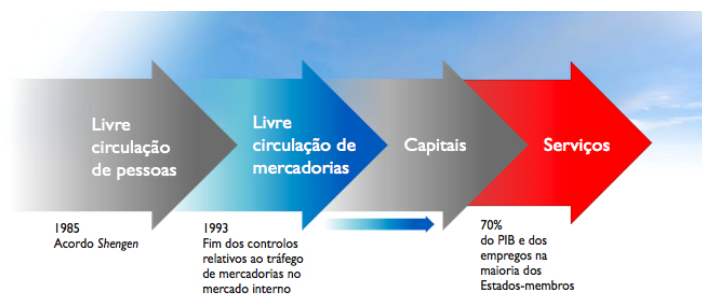 Livre
circulação
de pessoas
Livre
circulação de
mercadorias
Capitais
Serviços
1985
Acordo Shengen
1993
Fim dos controlos
relativos ao tráfego
de mercadorias no
mercado interno
70%
do PIB e dos
empregos na
maioria dos
Estados-membros